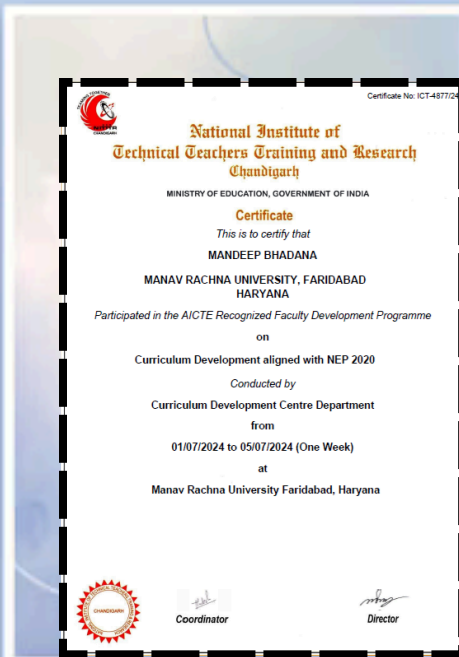 Certificate No: ICT-4877/24
National Institute of
Technical Teachers Training and Research
Chandigarh
MINISTRY OF EDUCATION, GOVERNMENT OF INDIA
Certificate
This is to certify that
MANDEEP BHADANA
MANAV RACHNA UNIVERSITY, FARIDABAD
HARYANA
Participated in the AICTE Recognized Faculty Development Programme
on
Curriculum Development aligned with NEP 2020
Conducted by
Curriculum Development Centre Department
from
01/07/2024 to 05/07/2024 (One Week)
at
Manav Rachna University Faridabad, Haryana
CHANDIGARH
Coordinator
Director